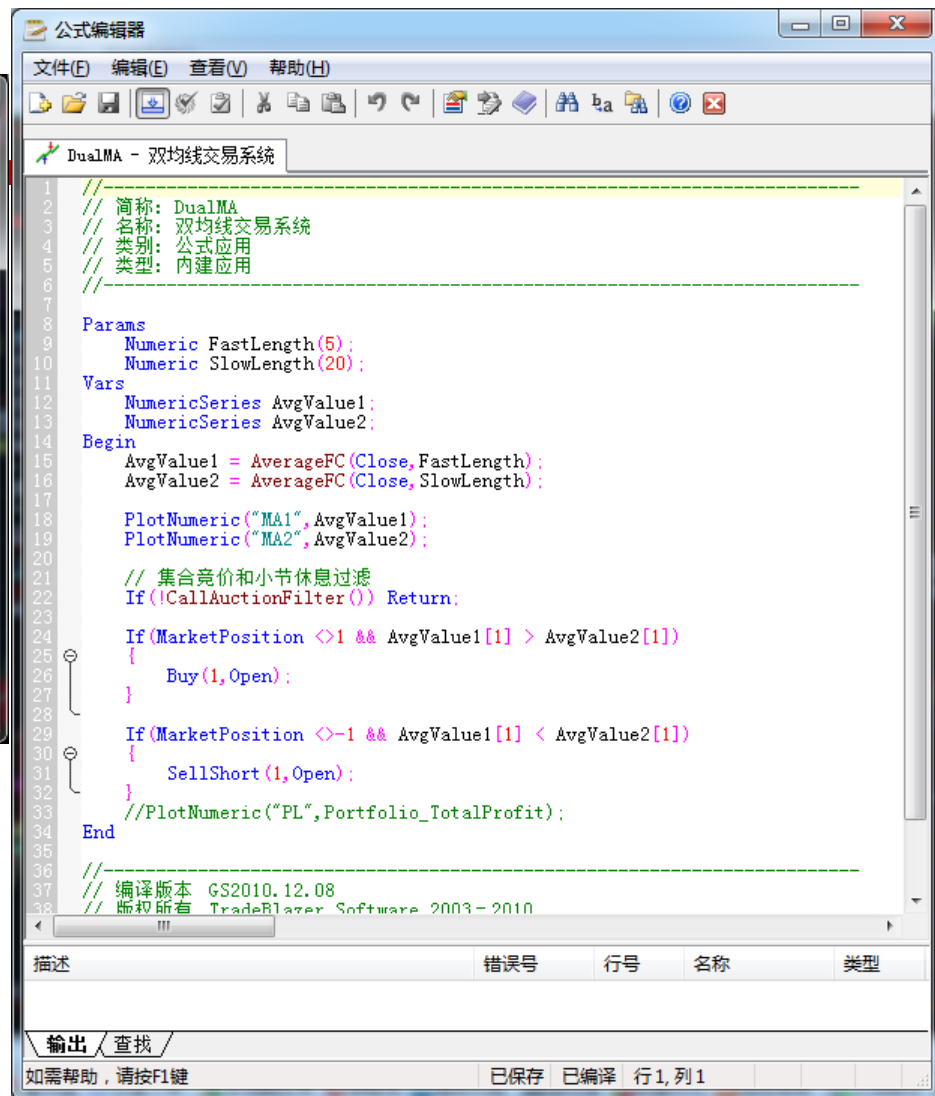 公式编辑器
文件(F) 编辑(E) 查看(V) 帮助(H)
DualMA - 双均线交易系统
1 //------------------------------------------------------------------------
2 // 简称: DualMA
3 // 名称: 双均线交易系统
4 // 类别: 公式应用
5 // 类型: 内建应用
6 //------------------------------------------------------------------------
7
8 Params
9 Numeric FastLength(5);
10 Numeric SlowLength(20);
11 Vars
12 NumericSeries AvgValue1;
13 NumericSeries AvgValue2;
14 Begin
15 AvgValue1 = AverageFC(Close,FastLength);
16 AvgValue2 = AverageFC(Close,SlowLength);
17
18 PlotNumeric("MA1",AvgValue1);
19 PlotNumeric("MA2",AvgValue2);
20
21 // 集合竞价和小节休息过滤
22 If(!CallAuctionFilter()) Return;
23
24 If(MarketPosition <>1 && AvgValue1[1] > AvgValue2[1])
25 {
26 Buy(1,Open);
27 }
28
29 If(MarketPosition <>-1 && AvgValue1[1] < AvgValue2[1])
30 {
31 SellShort(1,Open);
32 }
33 //PlotNumeric("PL",Portfolio_TotalProfit);
34 End
35
36 //------------------------------------------------------------------------
37 // 编译版本 GS2010.12.08
38 // 版权所有 TradeBlazer Software 2003-2010
描述 错误号 行号 名称 类型
输出 查找
如需帮助，请按F1键 已保存 已编译 行1,列1